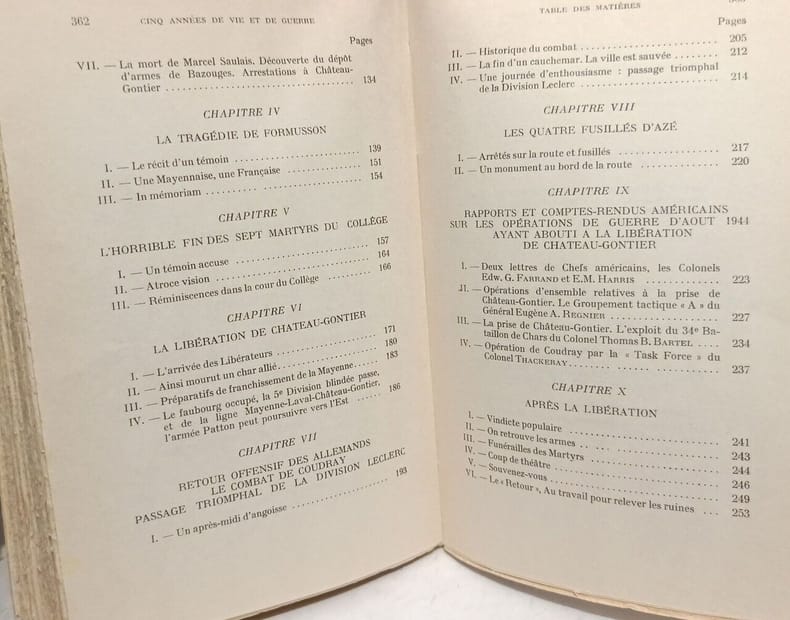 362 CINQ ANNÉES DE VIE ET DE GUERRE
Pages
VII. — La mort de Marcel Saulais. Découverte du dépôt
d'armes de Bazouges. Arrestations à Château-
Gontier 134
CHAPITRE IV
LA TRAGÉDIE DE FORMUSSON
I. — Le récit d'un témoin 139
II. — Une Mayennaise, une Française 151
III. — In mémoriam 154
CHAPITRE V
L'HORRIBLE FIN DES SEPT MARTYRS DU COLLÈGE
I. — Un témoin accuse 157
II. — Atroce vision 164
III. — Réminiscences dans la cour du Collège 166
CHAPITRE VI
LA LIBÉRATION DE CHATEAU-GONTIER
I. — L'arrivée des Libérateurs 171
II. — Ainsi mourut un char allié 180
III. — Préparatifs de franchissement de la Mayenne 183
IV. — Le faubourg occupé, la 5e Division blindée passe,
et de la ligne Mayenne-Laval-Château-Gontier,
l'armée Patton peut poursuivre vers l'Est 186
CHAPITRE VII
RETOUR OFFENSIF DES ALLEMANDS
LE COMBAT DE COUDRAY
PASSAGE TRIOMPHAL DE LA DIVISION LECLERC
I. — Un après-midi d'angoisse 193
TABLE DES MATIÈRES
Pages
II. — Historique du combat 205
III. — La fin d'un cauchemar. La ville est sauvée 212
IV. — Une journée d'enthousiasme : passage triomphal
de la Division Leclerc 214
CHAPITRE VIII
LES QUATRE FUSILLÉS D'AZÉ
I. — Arrêtés sur la route et fusillés 217
II. — Un monument au bord de la route 220
CHAPITRE IX
RAPPORTS ET COMPTES-RENDUS AMÉRICAINS
SUR LES OPÉRATIONS DE GUERRE D'AOUT 1944
AYANT ABOUTI A LA LIBÉRATION
DE CHATEAU-GONTIER
I. — Deux lettres de Chefs américains, les Colonels
Edw. G. FARRAND et E.M. HARRIS 223
II. — Opérations d'ensemble relatives à la prise de
Château-Gontier. Le Groupement tactique « A » du
Général Eugène A. REGNIER 227
III. — La prise de Château-Gontier. L'exploit du 34e Ba-
taillon de Chars du Colonel Thomas B. BARTEL 234
IV. — Opération de Coudray par la « Task Force » du
Colonel THACKERAY 237
CHAPITRE X
APRÈS LA LIBÉRATION
I. — Vindicte populaire 241
II. — On retrouve les armes 243
III. — Funérailles des Martyrs 244
IV. — Coup de théâtre 246
V. — Souvenez-vous 249
VI. — Le « Retour », Au travail pour relever les ruines 253